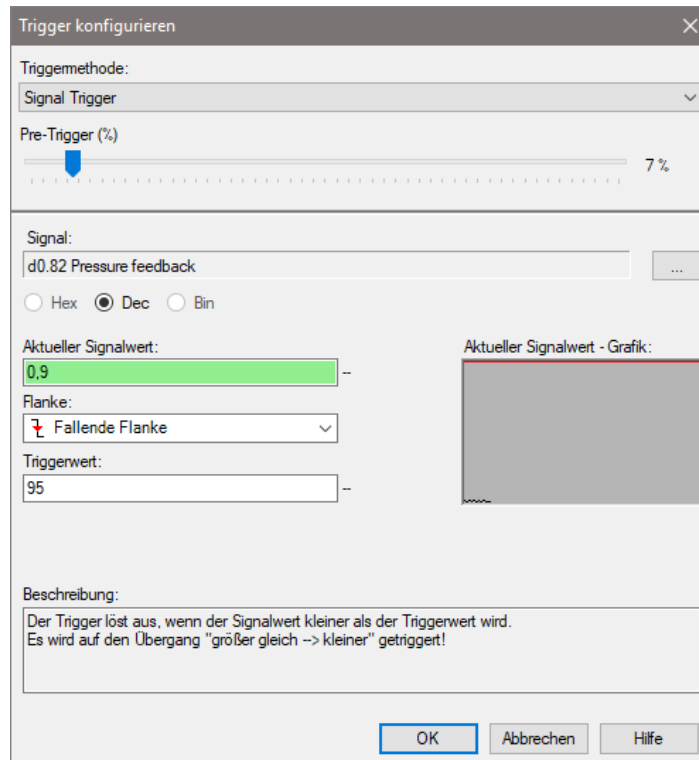 Trigger konfigurieren
Triggermethode:
Signal Trigger
Pre-Trigger (%)
7 %
Signal:
d0.82 Pressure feedback
...
Hex Dec Bin
Aktueller Signalwert:
0,9 --
Flanke:
Fallende Flanke
Triggerwert:
95 --
Aktueller Signalwert - Grafik:
Beschreibung:
Der Trigger löst aus, wenn der Signalwert kleiner als der Triggerwert wird.
Es wird auf den Übergang "größer gleich --> kleiner" getriggert!
OK Abbrechen Hilfe